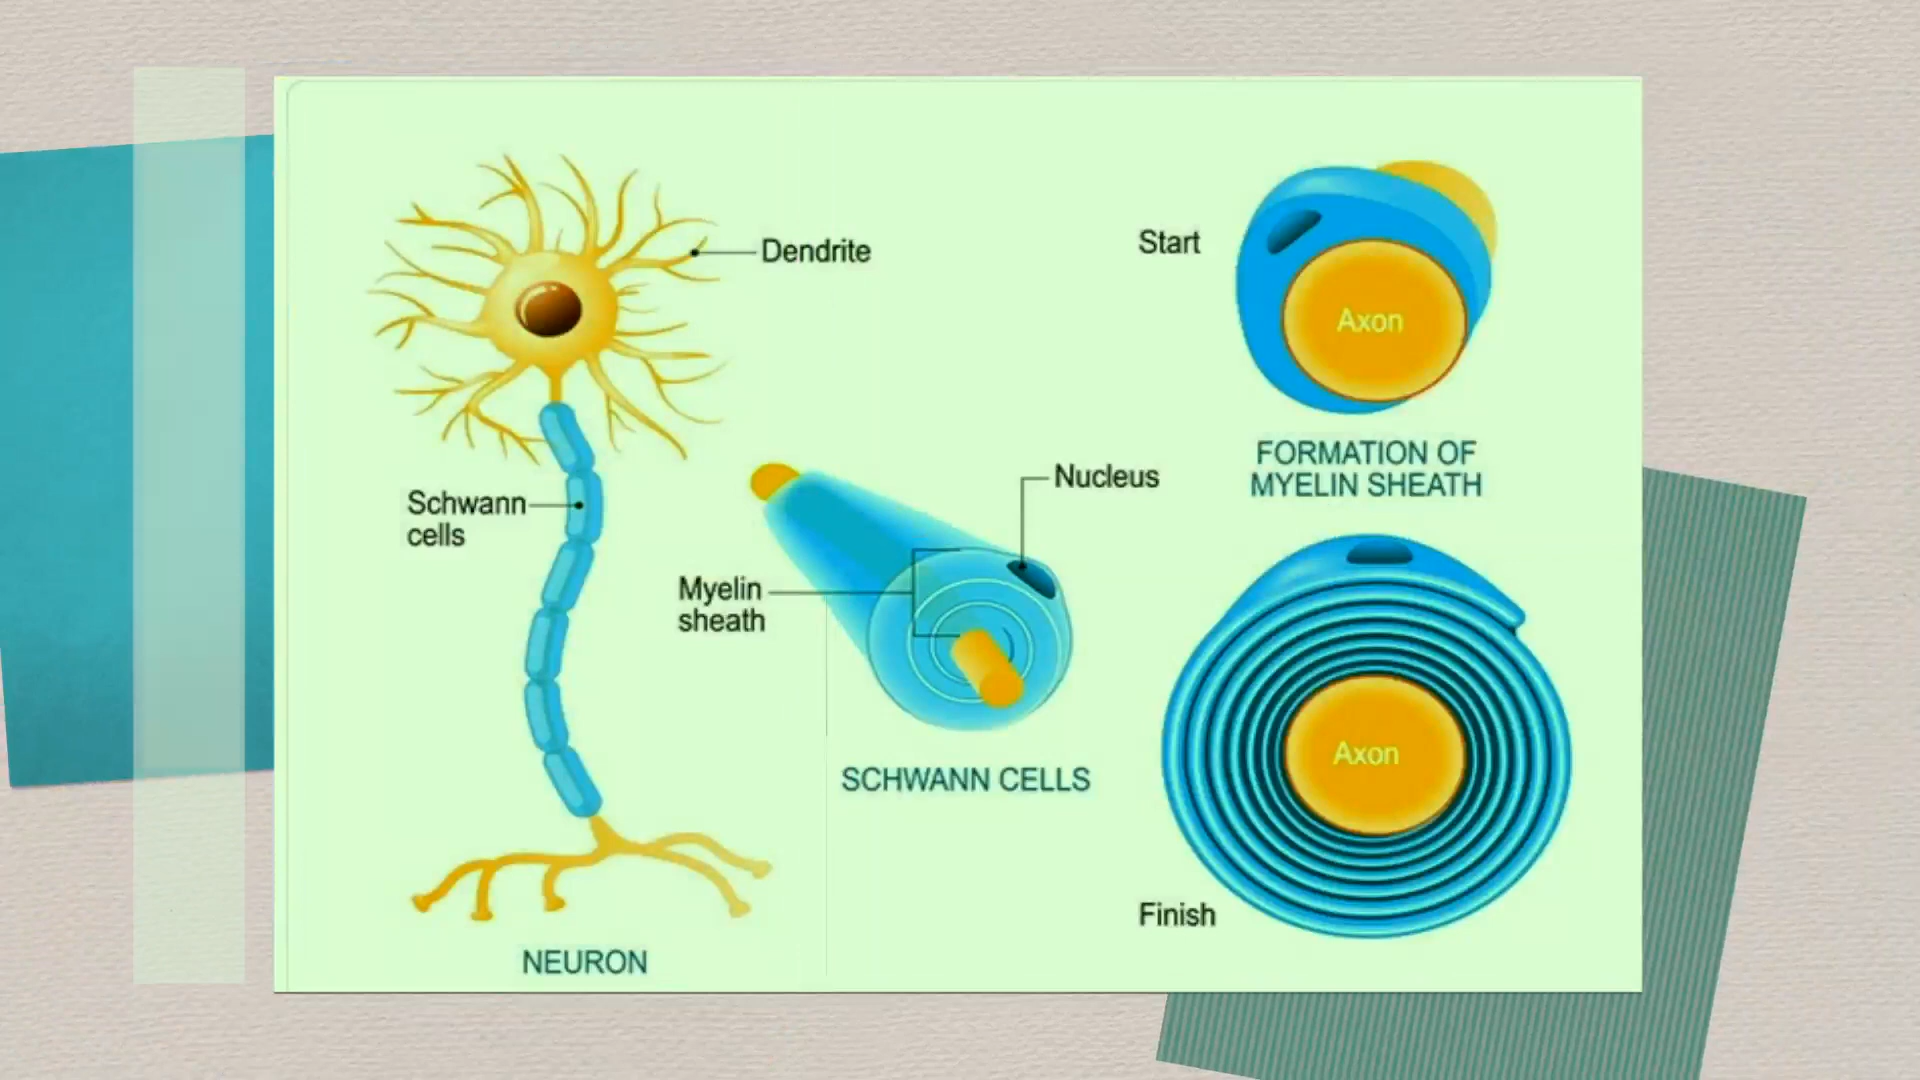 Dendrite
Schwann
cells
NEURON
Nucleus
Myelin
sheath
SCHWANN CELLS
Start
Axon
FORMATION OF
MYELIN SHEATH
Axon
Finish